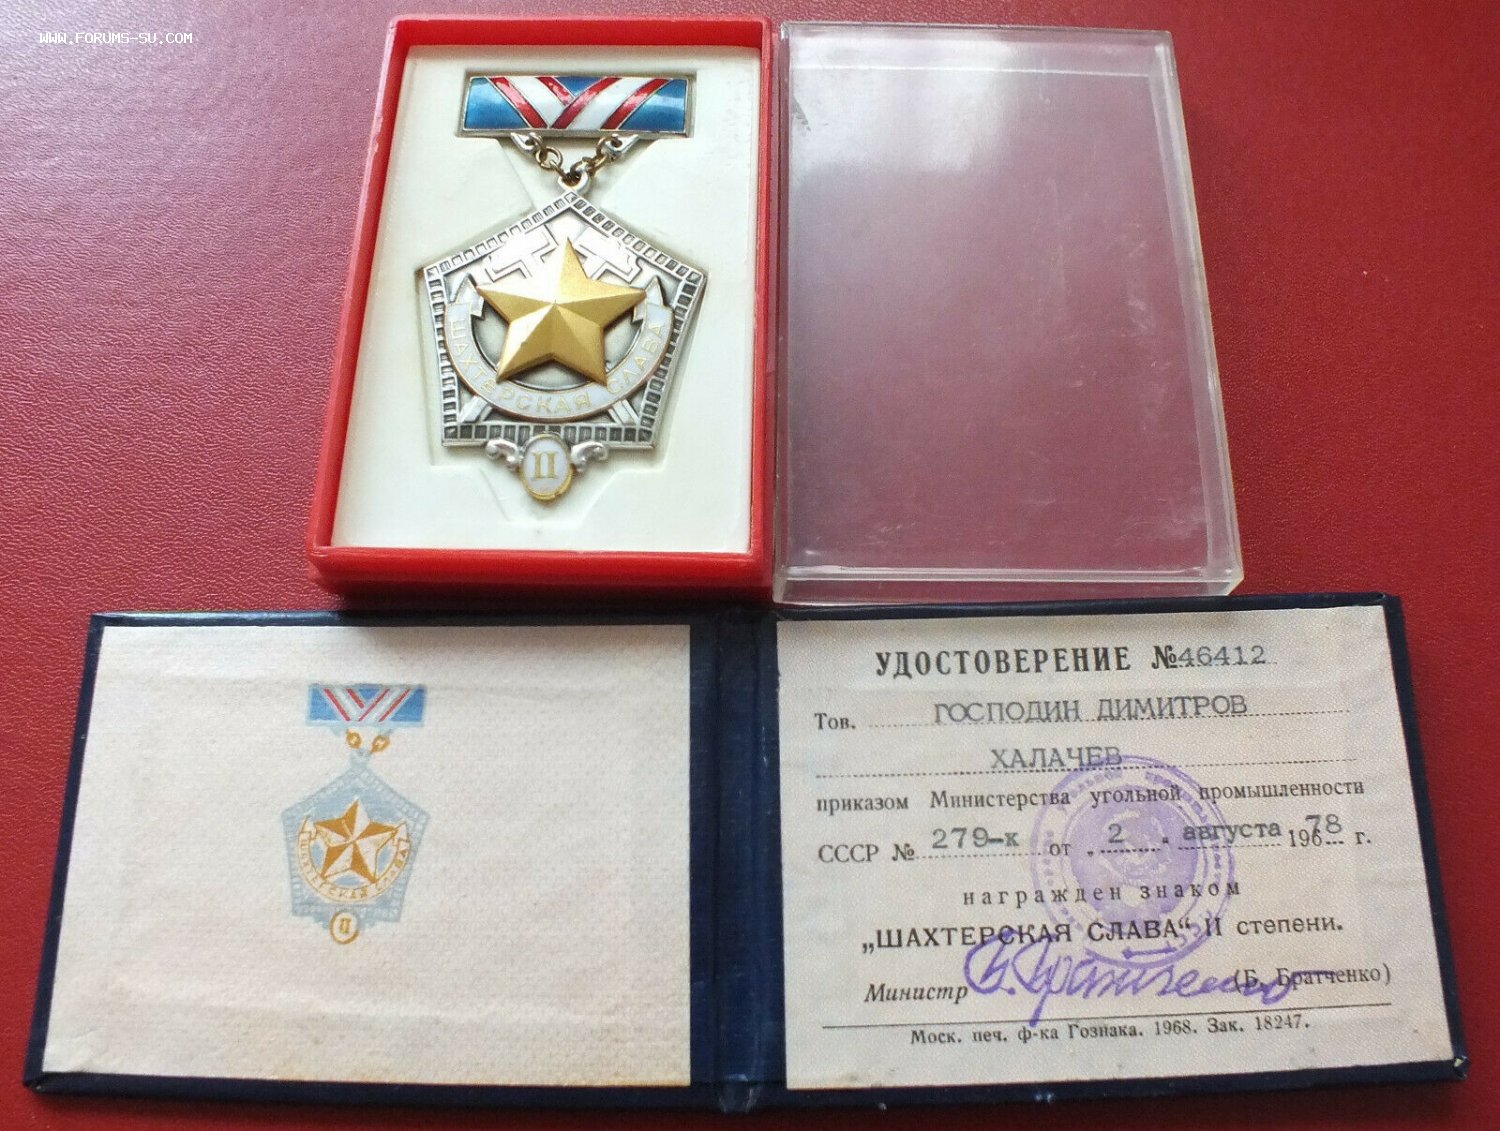 WWW.FORUMS-SU.COM
ШАХТЕРСКАЯ СЛАВА
II
ШАХТЕРСКАЯ СЛАВА
II
УДОСТОВЕРЕНИЕ №46412
Тов. ГОСПОДИН ДИМИТРОВ
ХАЛАЧЕВ
приказом Министерства угольной промышленности
СССР № 279-к от „ 2 " августа 19678 г.
награжден знаком
„ШАХТЕРСКАЯ СЛАВА" II степени.
Министр (Б. Братченко)
Моск. печ. ф-ка Гознака. 1968. Зак. 18247.